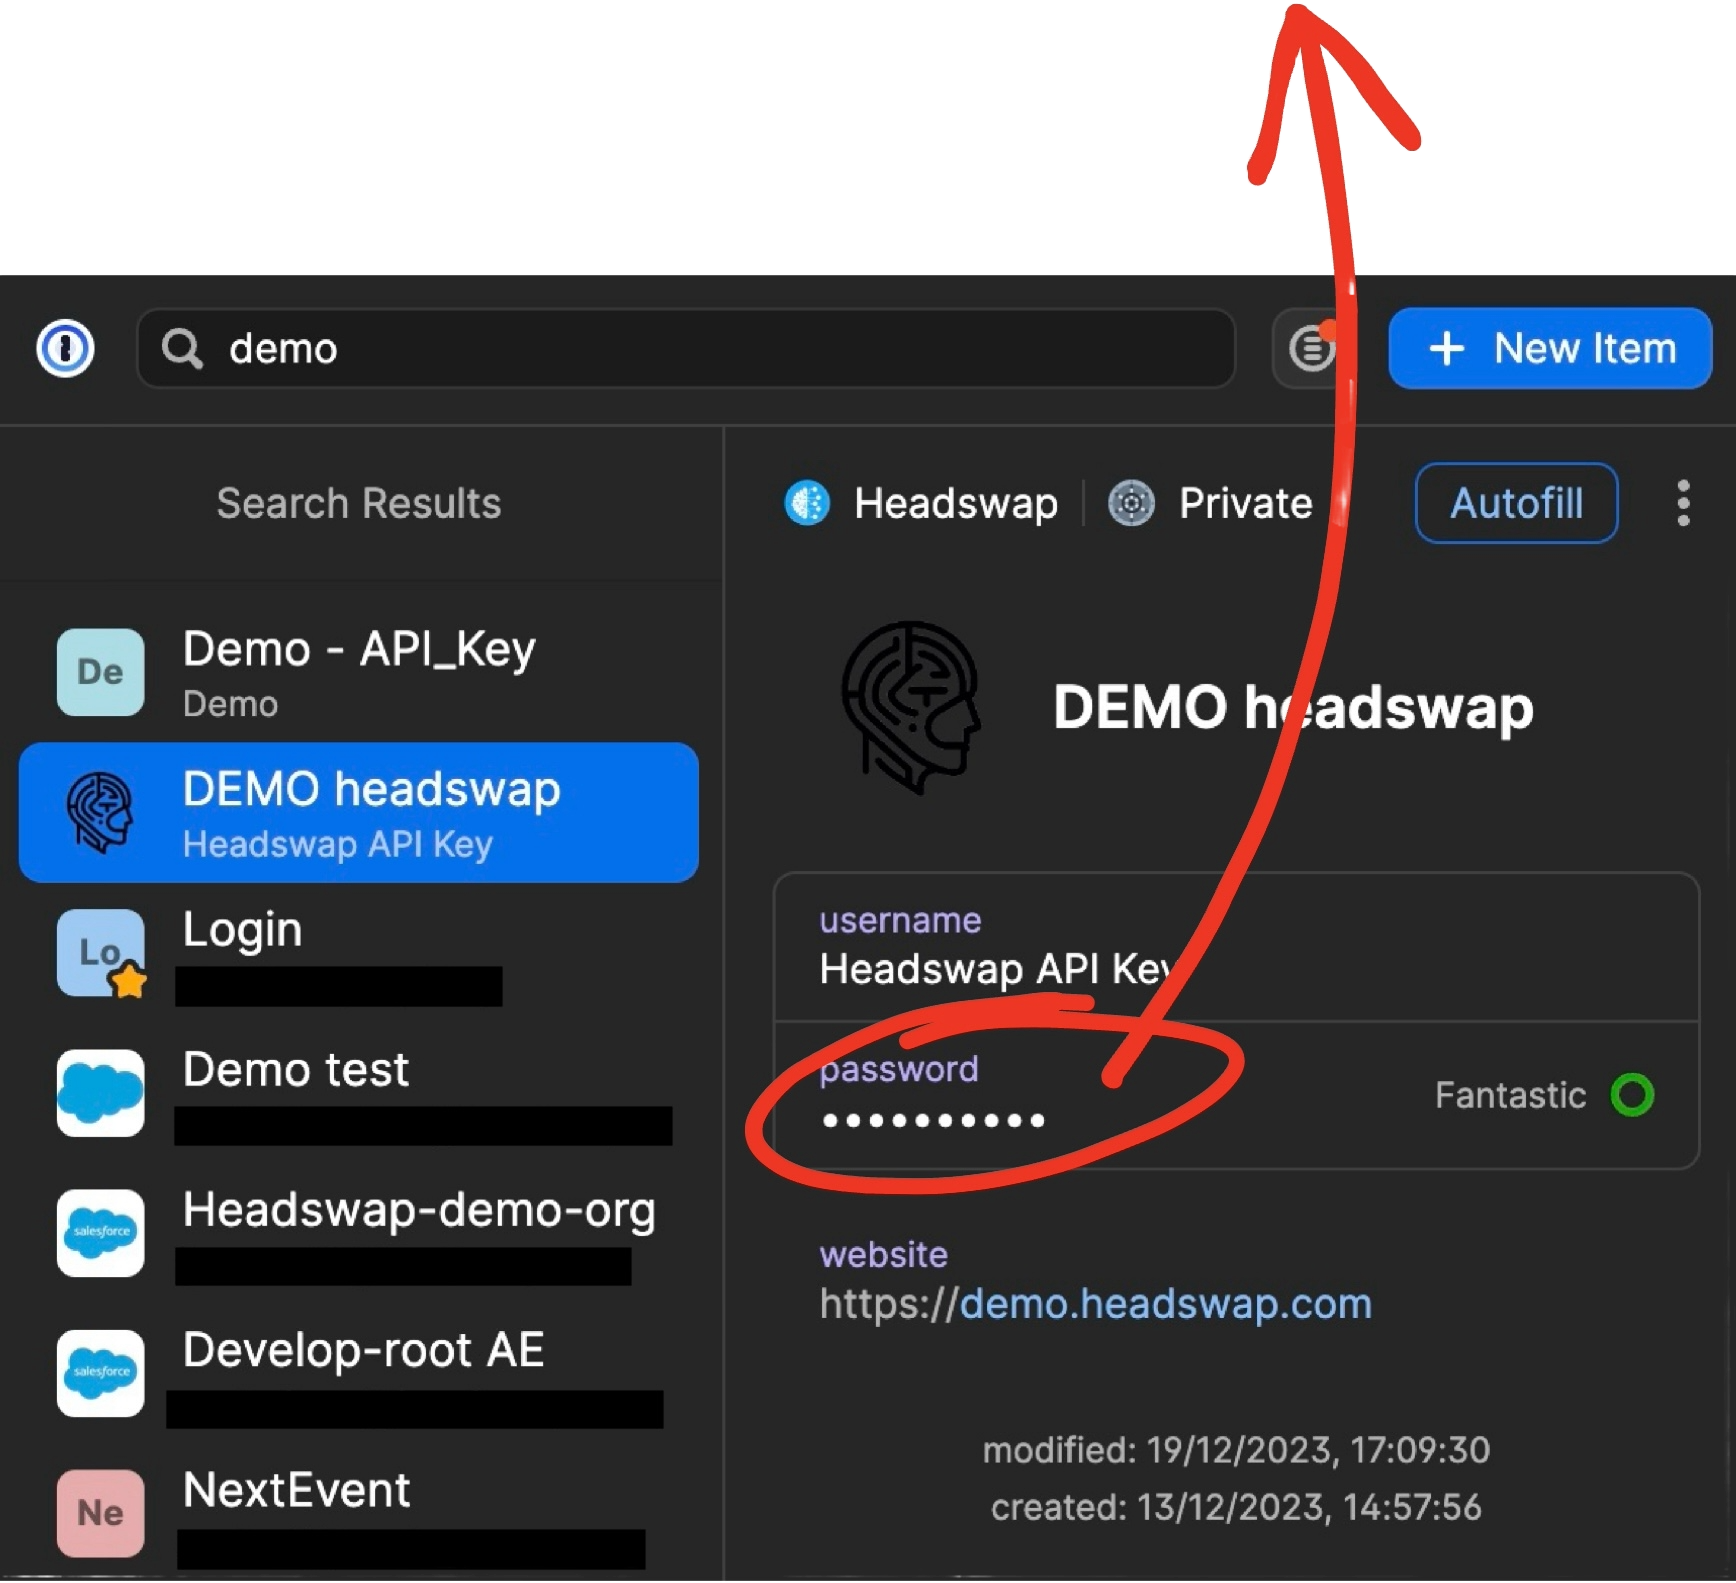 demo
+ New Item
Search Results
Headswap
Private
Autofill
De
Demo - API_Key
Demo
DEMO headswap
Headswap API Key
Lo
Login
Demo test
salesforce
Headswap-demo-org
salesforce
Develop-root AE
Ne
NextEvent
DEMO headswap
username
Headswap API Key
password
••••••••••
Fantastic
website
https://demo.headswap.com
modified: 19/12/2023, 17:09:30
created: 13/12/2023, 14:57:56